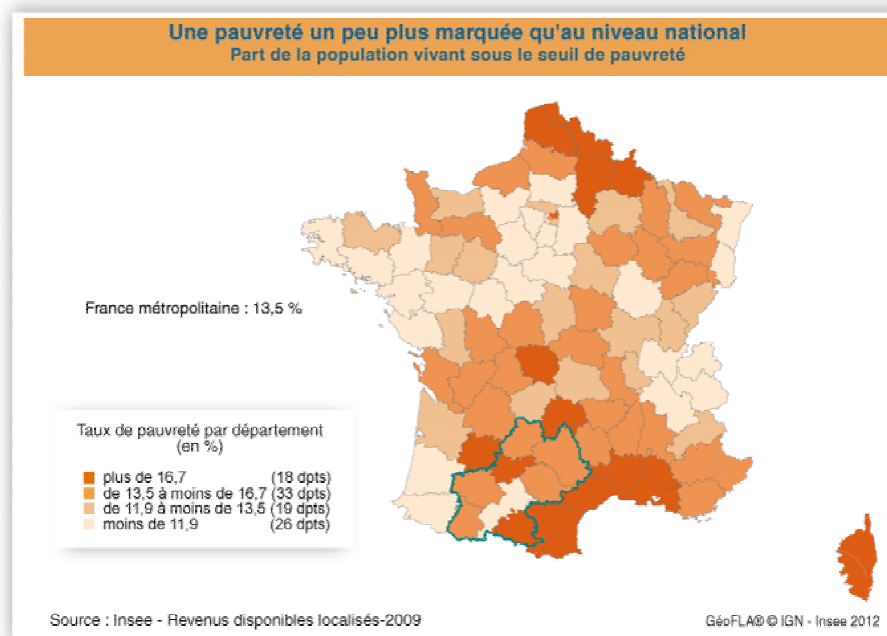 Une pauvreté un peu plus marquée qu'au niveau national
Part de la population vivant sous le seuil de pauvreté
France métropolitaine : 13,5 %
Taux de pauvreté par département
(en %)
plus de 16,7 (18 dpts)
de 13,5 à moins de 16,7 (33 dpts)
de 11,9 à moins de 13,5 (19 dpts)
moins de 11,9 (26 dpts)
Source : Insee - Revenus disponibles localisés-2009
GéoFLA® © IGN - Insee 2012